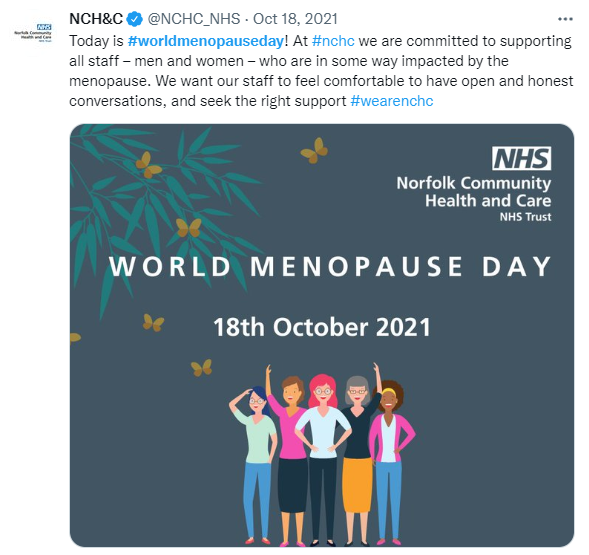 NCH&C @NCHC_NHS · Oct 18, 2021
NHS
Norfolk Community
Health and Care
Today is #worldmenopauseday! At #nchc we are committed to supporting
all staff – men and women – who are in some way impacted by the
menopause. We want our staff to feel comfortable to have open and honest
conversations, and seek the right support #wearenchc
NHS
Norfolk Community
Health and Care
NHS Trust
WORLD MENOPAUSE DAY
18th October 2021